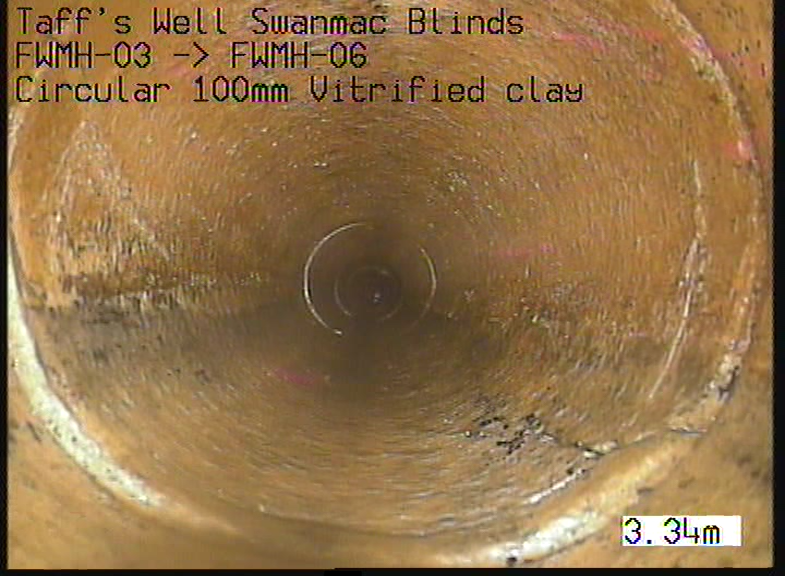 Taff's Well Swanmac Blinds
FWMH-03 -> FWMH-06
Circular 100mm Vitrified clay
3.34m